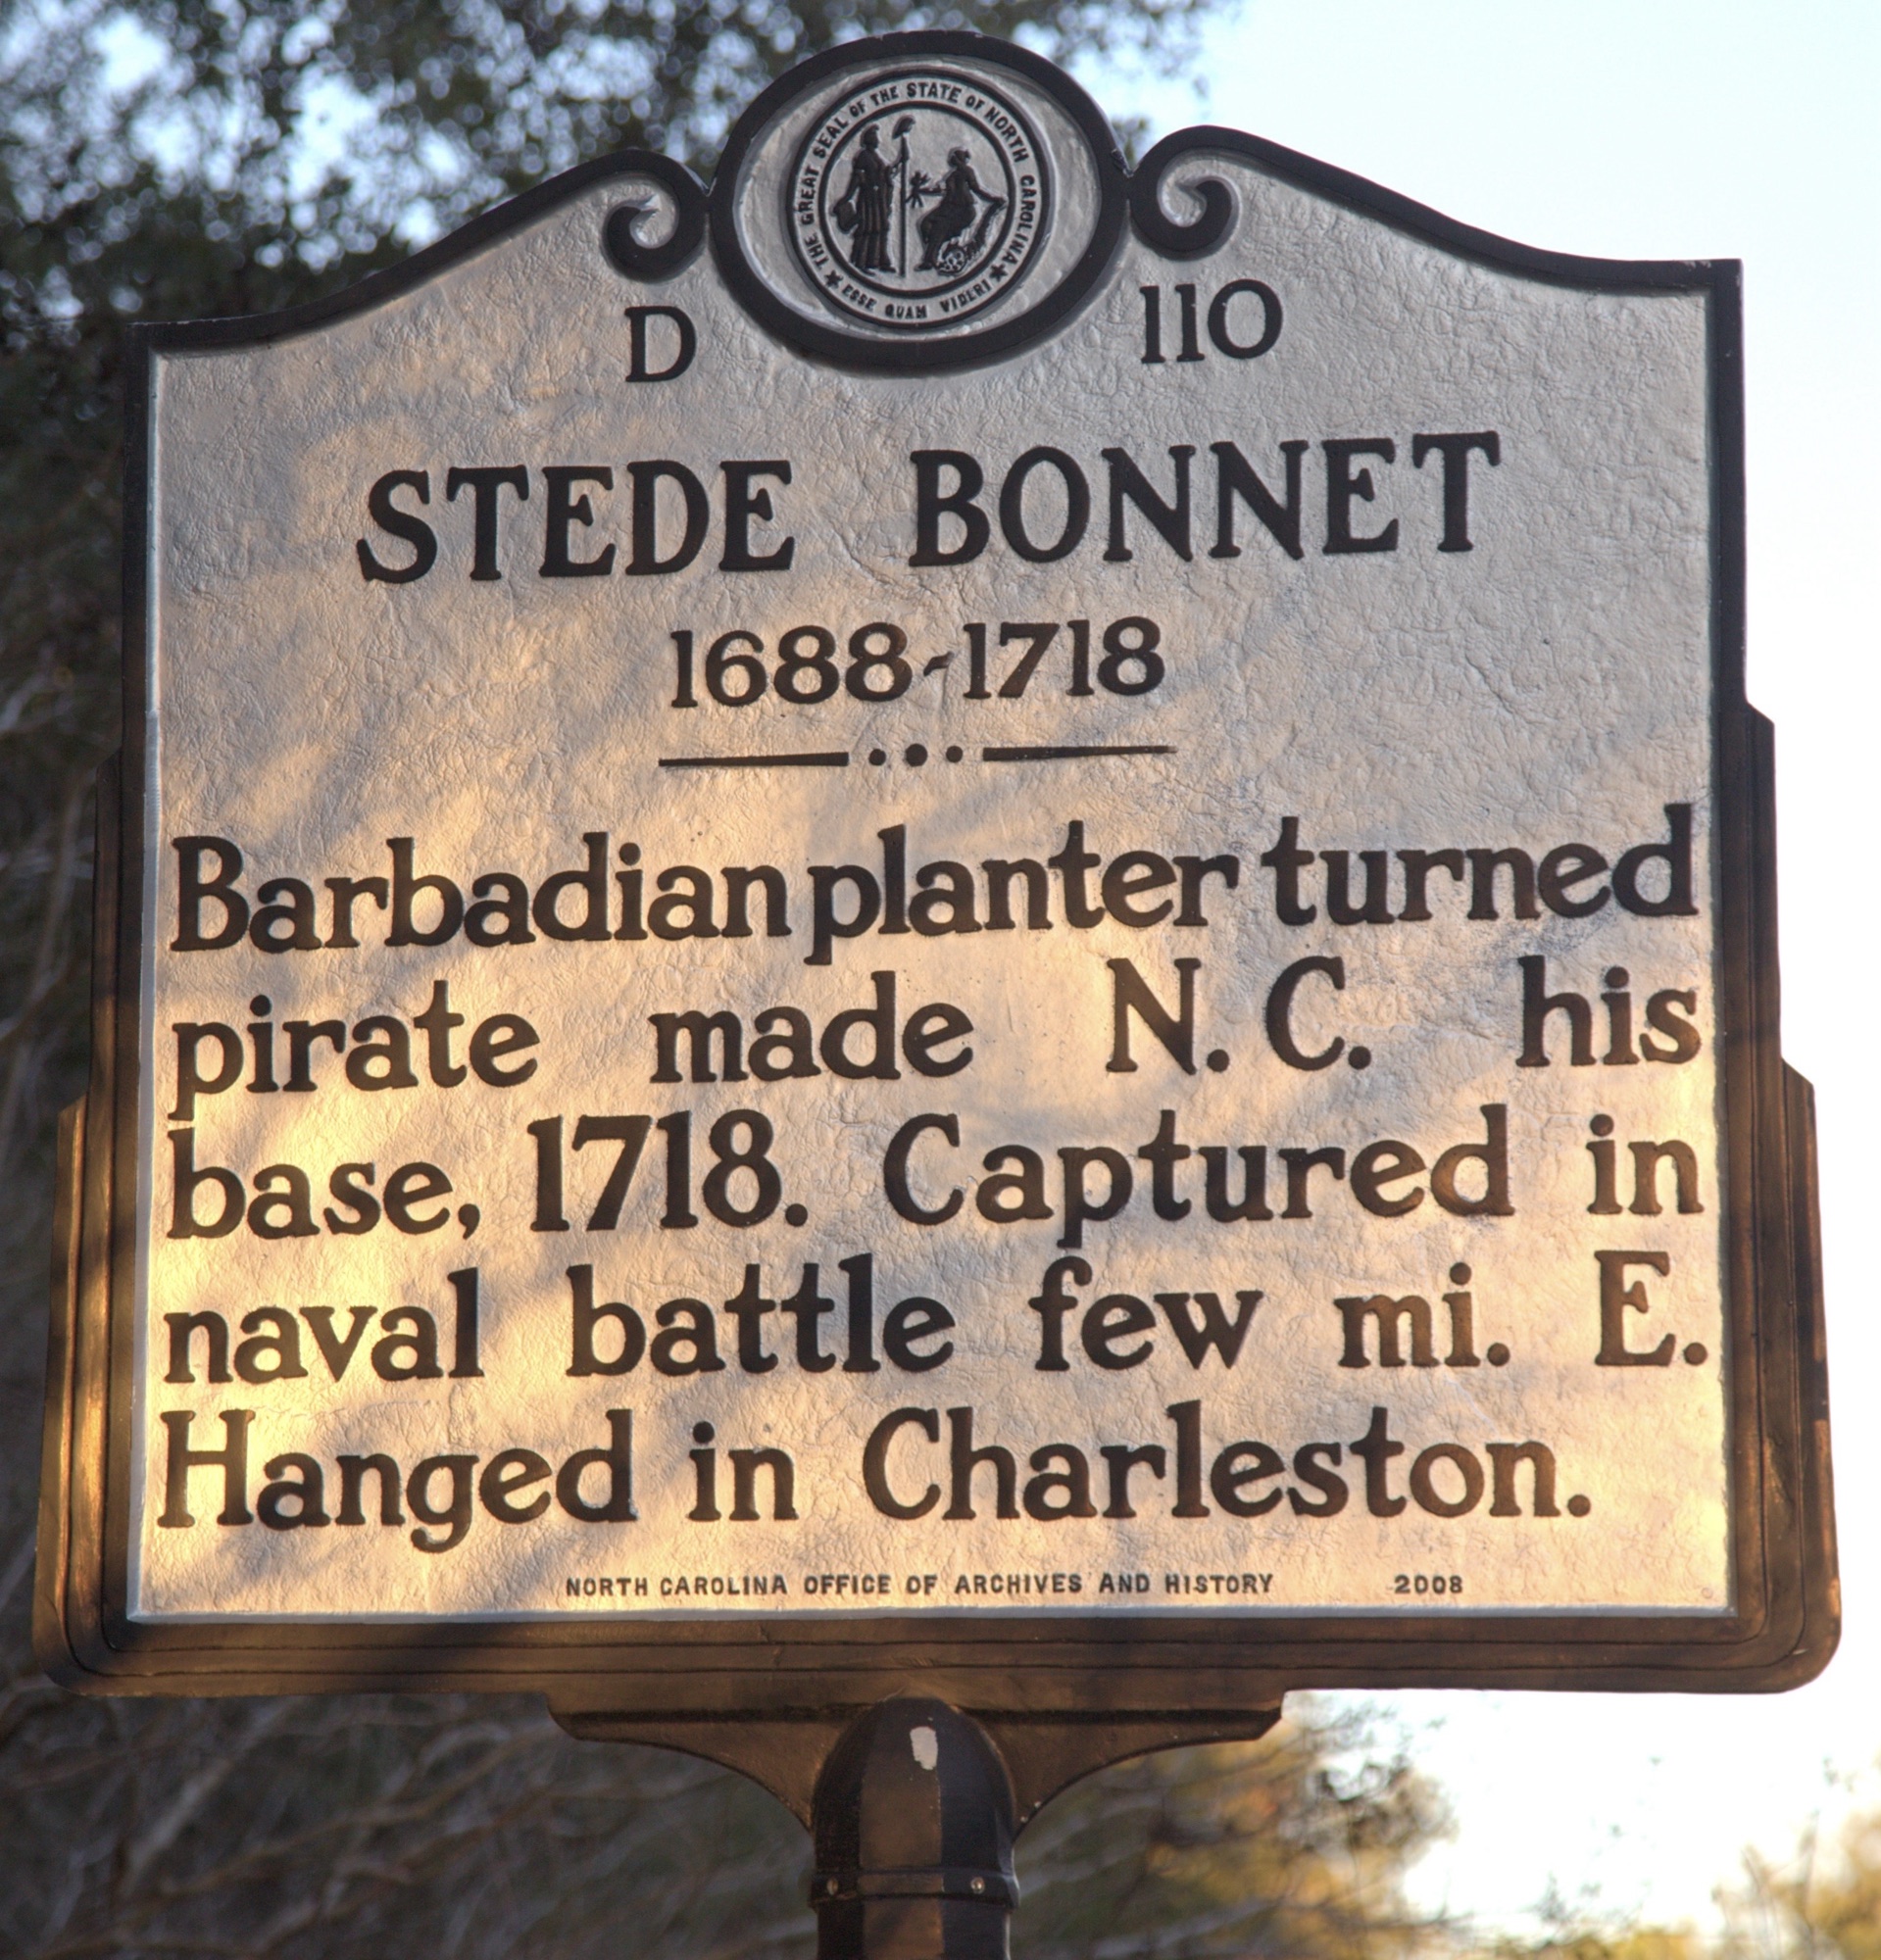 THE GREAT SEAL OF THE STATE OF NORTH CAROLINA
ESSE QUAM VIDERI
D 110
STEDE BONNET
1688-1718
Barbadian planter turned
pirate made N. C. his
base, 1718. Captured in
naval battle few mi. E.
Hanged in Charleston.
NORTH CAROLINA OFFICE OF ARCHIVES AND HISTORY 2008